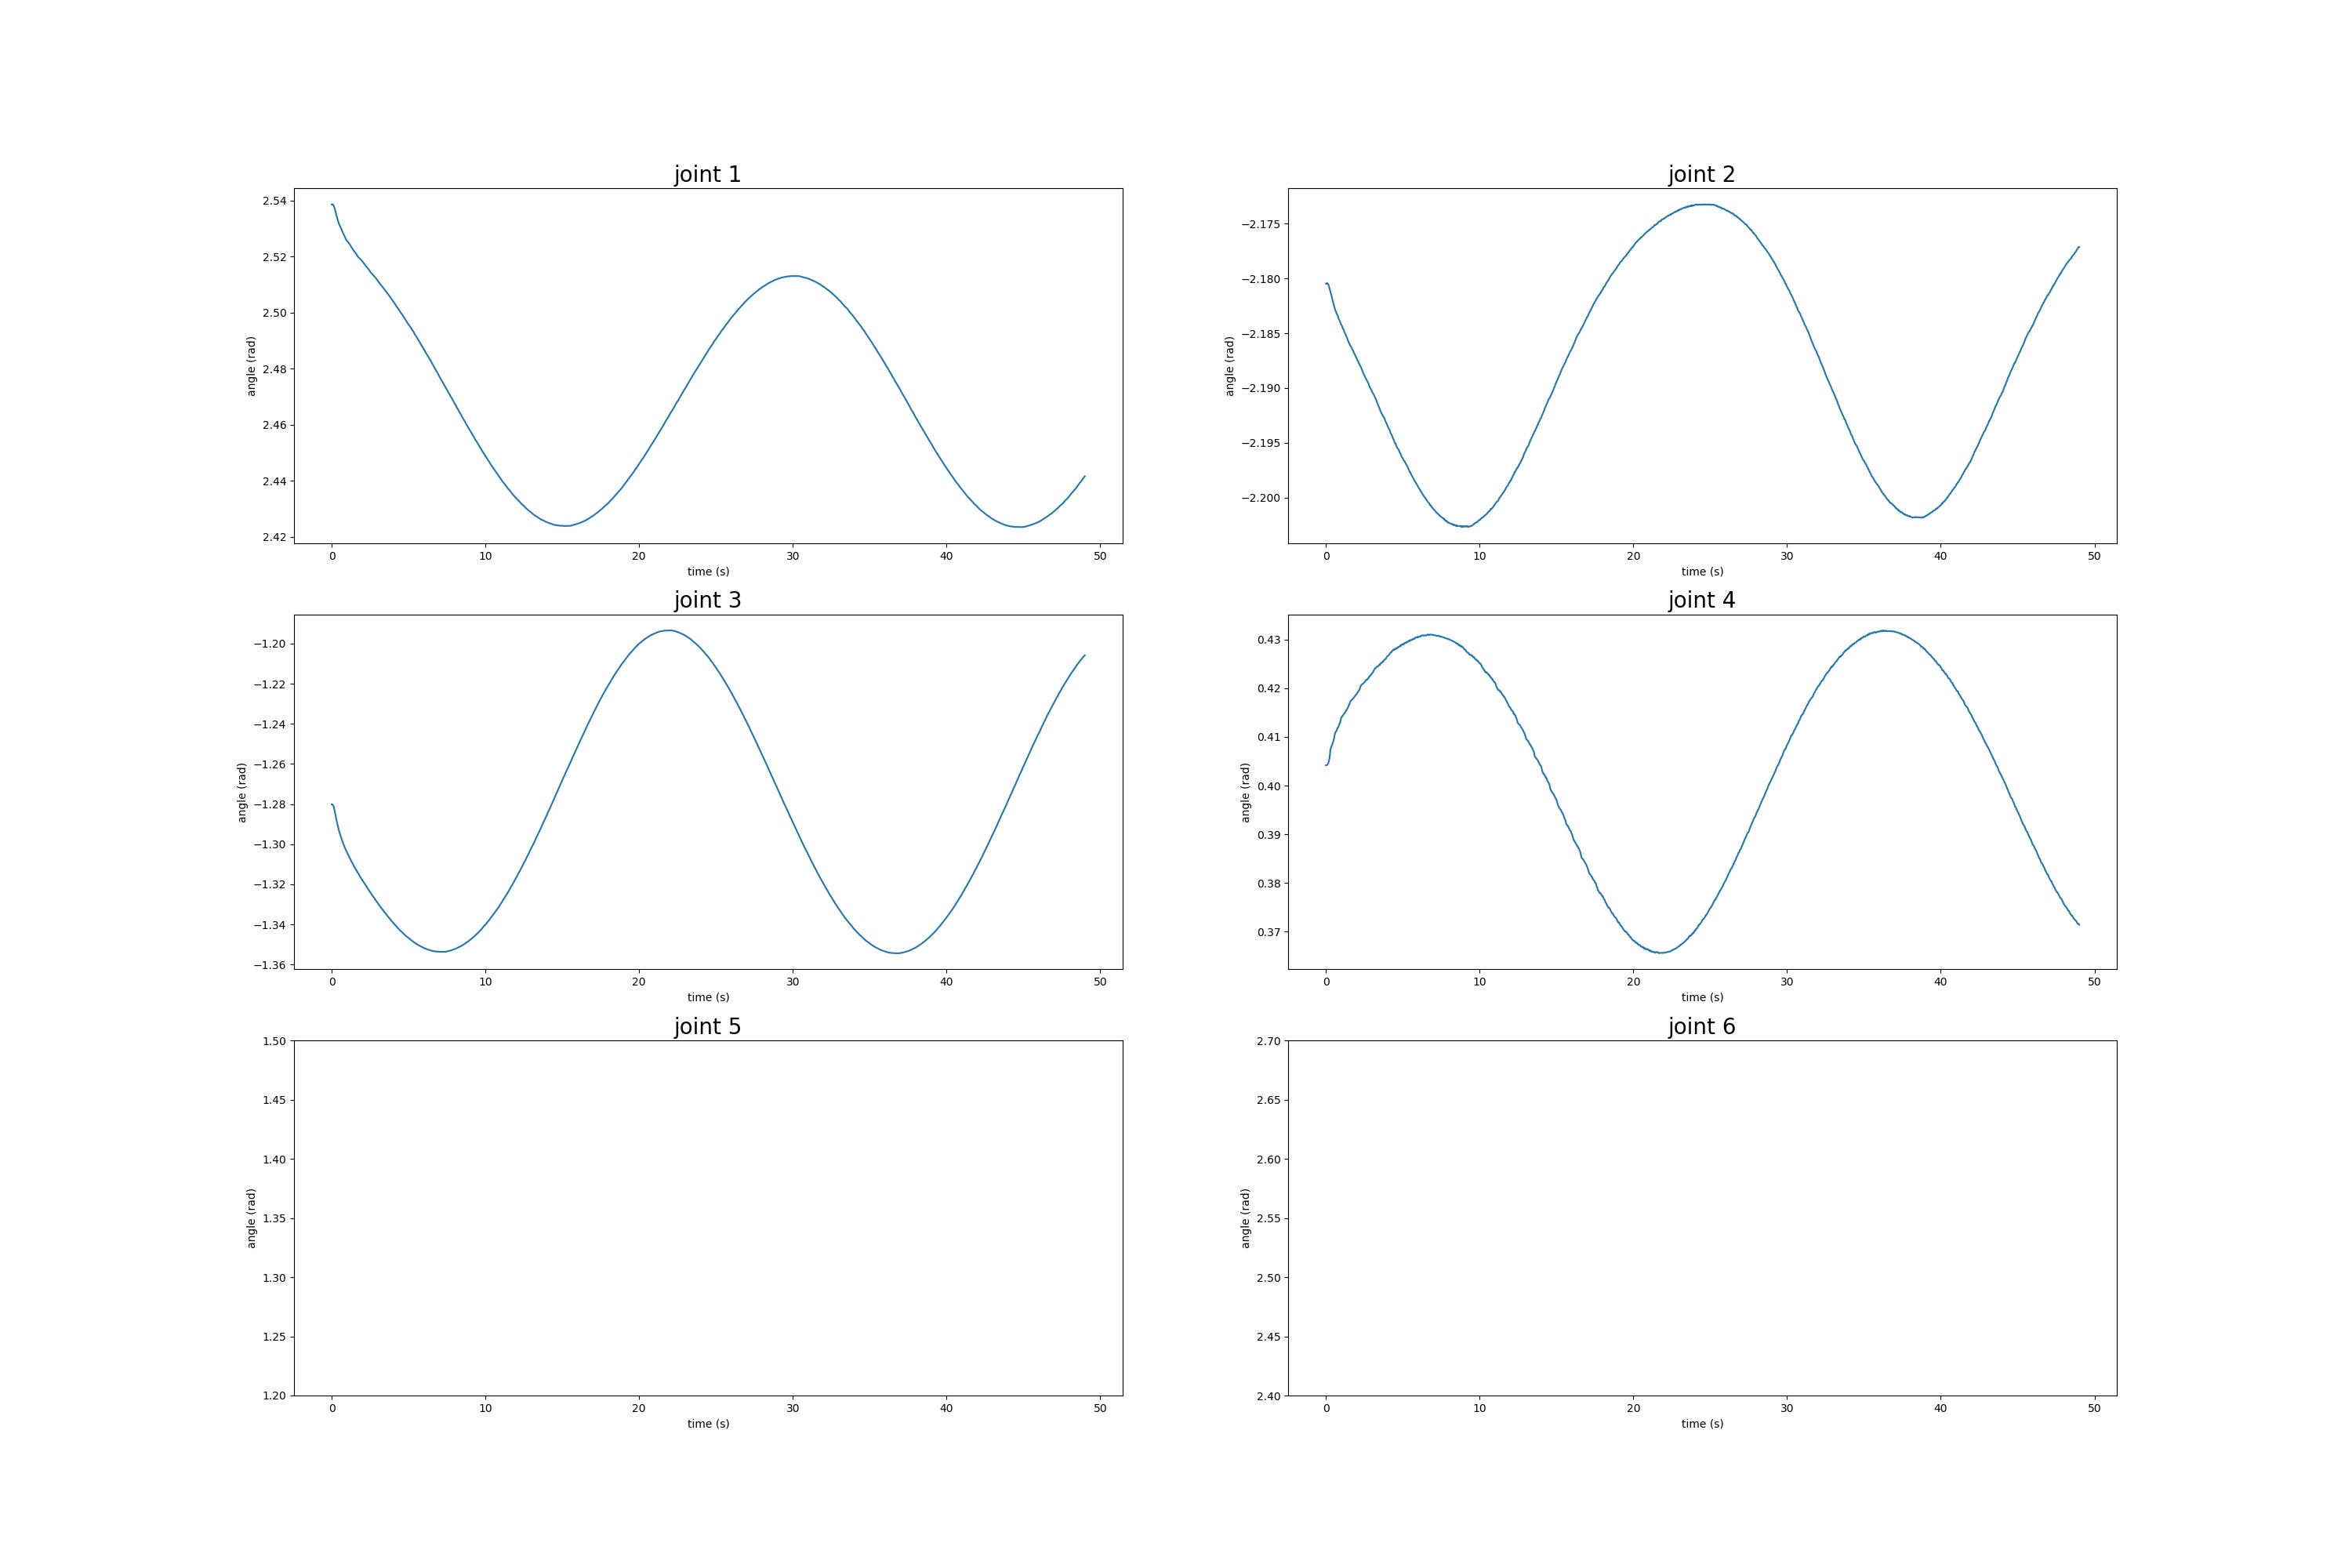 joint 1
2.54
2.52
2.50
2.48
2.46
2.44
2.42
angle (rad)
0 10 20 30 40 50
time (s)
joint 2
−2.175
−2.180
−2.185
−2.190
−2.195
−2.200
angle (rad)
0 10 20 30 40 50
time (s)
joint 3
−1.20
−1.22
−1.24
−1.26
−1.28
−1.30
−1.32
−1.34
−1.36
angle (rad)
0 10 20 30 40 50
time (s)
joint 4
0.43
0.42
0.41
0.40
0.39
0.38
0.37
angle (rad)
0 10 20 30 40 50
time (s)
joint 5
1.50
1.45
1.40
1.35
1.30
1.25
1.20
angle (rad)
0 10 20 30 40 50
time (s)
joint 6
2.70
2.65
2.60
2.55
2.50
2.45
2.40
angle (rad)
0 10 20 30 40 50
time (s)